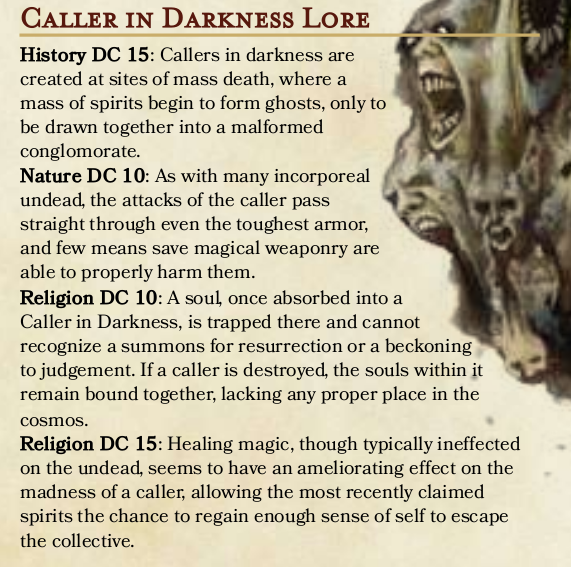 Caller in Darkness Lore
History DC 15: Callers in darkness are
created at sites of mass death, where a
mass of spirits begin to form ghosts, only to
be drawn together into a malformed
conglomorate.
Nature DC 10: As with many incorporeal
undead, the attacks of the caller pass
straight through even the toughest armor,
and few means save magical weaponry are
able to properly harm them.
Religion DC 10: A soul, once absorbed into a
Caller in Darkness, is trapped there and cannot
recognize a summons for resurrection or a beckoning
to judgement. If a caller is destroyed, the souls within it
remain bound together, lacking any proper place in the
cosmos.
Religion DC 15: Healing magic, though typically ineffected
on the undead, seems to have an ameliorating effect on the
madness of a caller, allowing the most recently claimed
spirits the chance to regain enough sense of self to escape
the collective.